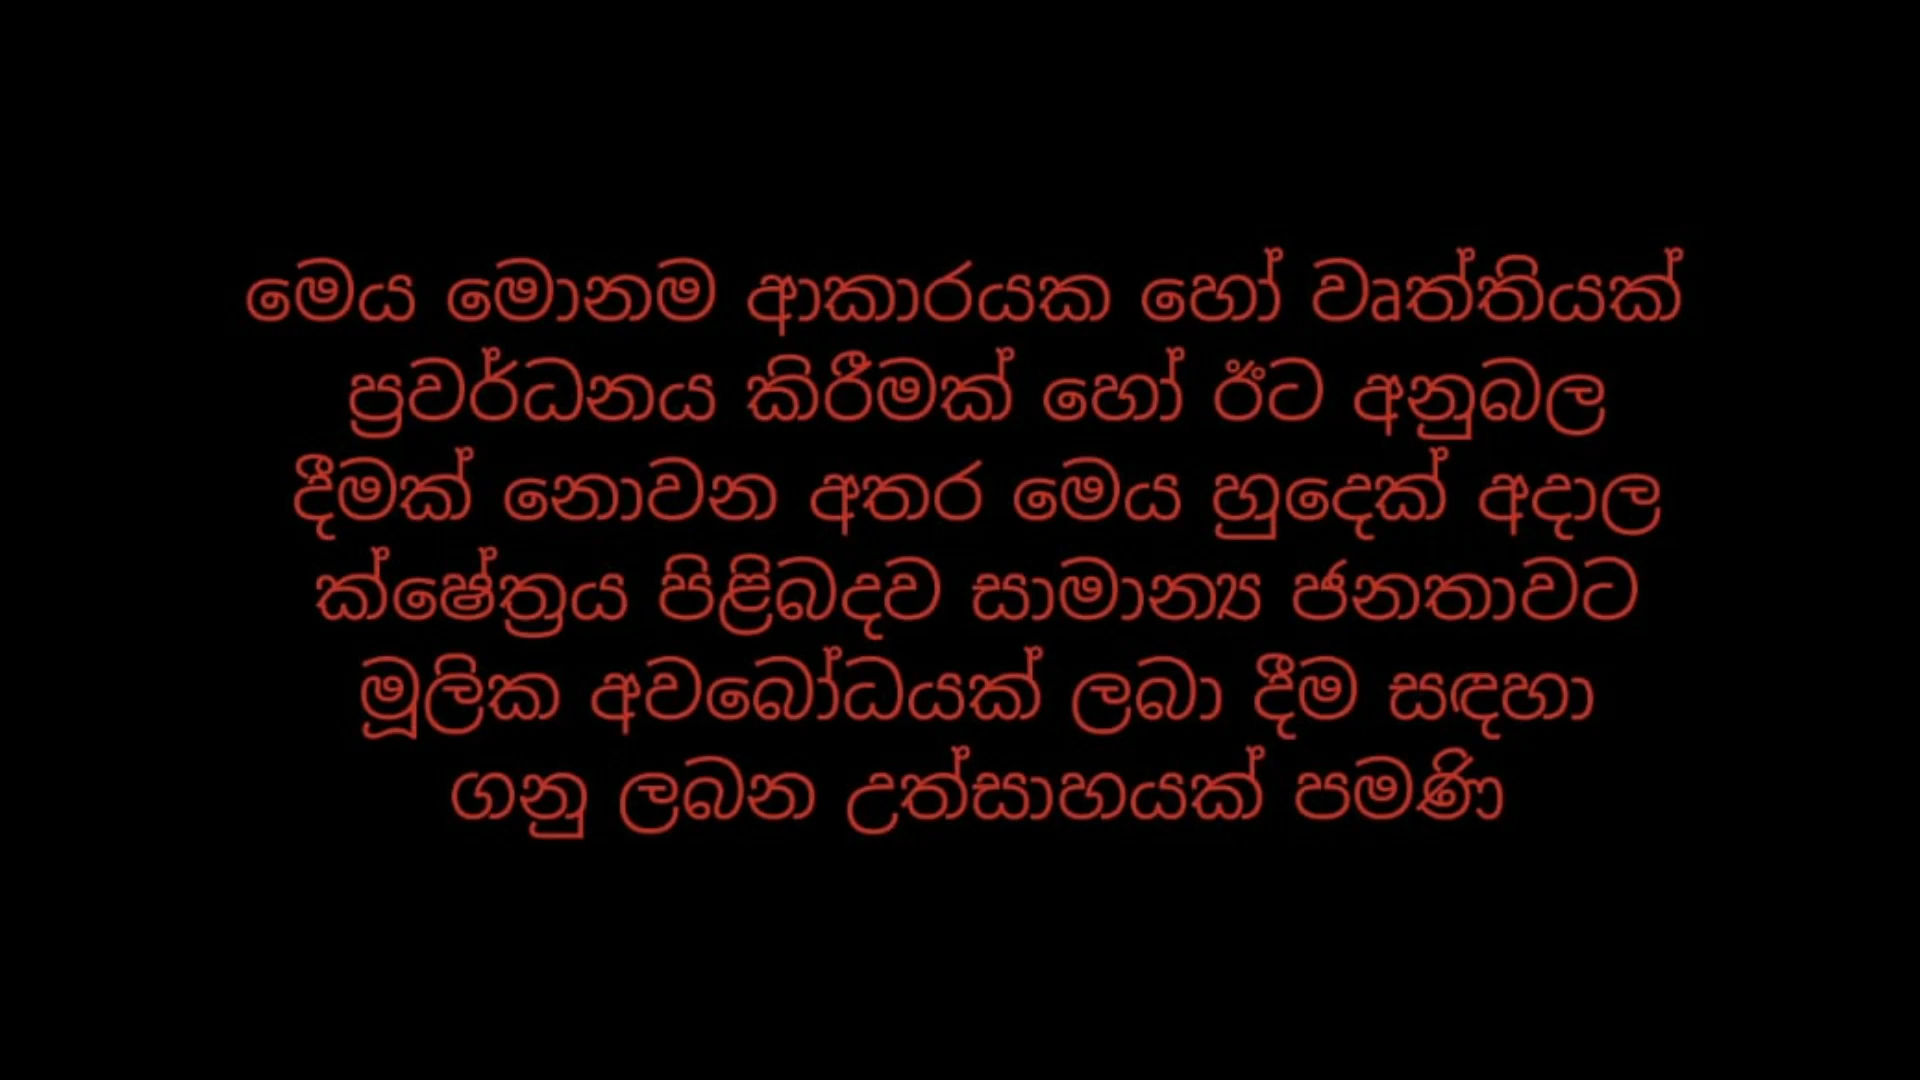 මෙය මොනම ආකාරයක හෝ වෘත්තියක්
ප්‍රවර්ධනය කිරීමක් හෝ ඊට අනුබල
දීමක් නොවන අතර මෙය හුදෙක් අදාල
ක්ෂේත්‍රය පිළිබදව සාමාන්‍ය ජනතාවට
මූලික අවබෝධයක් ලබා දීම සඳහා
ගනු ලබන උත්සාහයක් පමණි